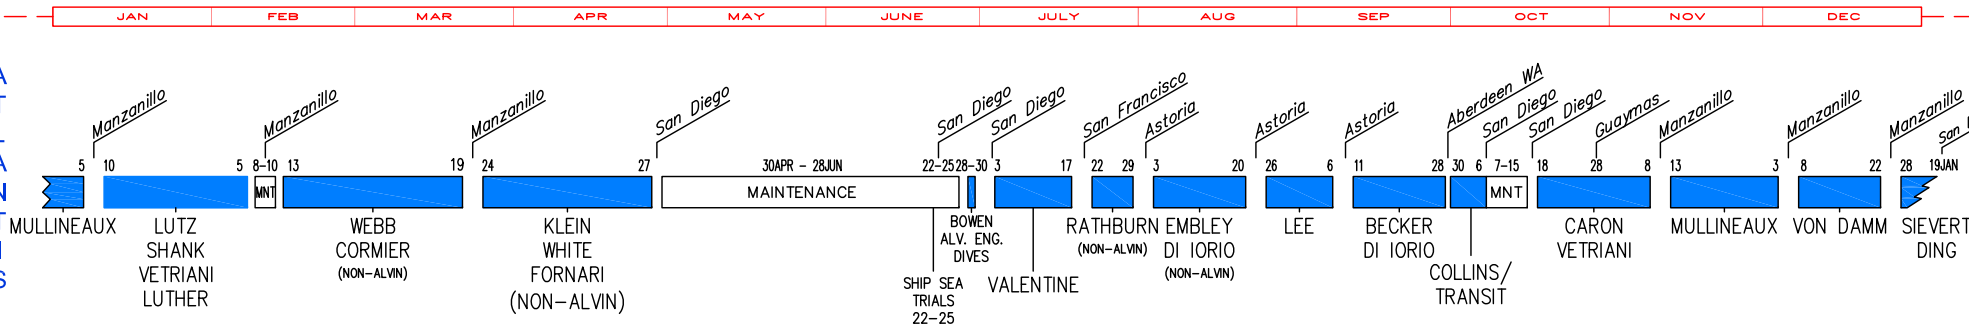 JAN FEB MAR APR MAY JUNE JULY AUG SEP OCT NOV DEC
Manzanillo Manzanillo Manzanillo San Diego San Diego San Diego San Francisco Astoria Astoria Astoria Aberdeen WA San Diego San Diego Guaymas Manzanillo Manzanillo Manzanillo San
5 10 5 8-10 13 19 24 27 30APR - 28JUN 22-25 28-30 3 17 22 29 3 20 26 6 11 28 30 6 7-15 18 28 8 13 3 8 22 28 19JAN
MNT MAINTENANCE MNT
MULLINEAUX
LUTZ
SHANK
VETRIANI
LUTHER
WEBB
CORMIER
(NON-ALVIN)
KLEIN
WHITE
FORNARI
(NON-ALVIN)
SHIP SEA
TRIALS
22-25
BOWEN
ALV. ENG.
DIVES
VALENTINE
RATHBURN
(NON-ALVIN)
EMBLEY
DI IORIO
(NON-ALVIN)
LEE
BECKER
DI IORIO
COLLINS/
TRANSIT
CARON
VETRIANI
MULLINEAUX
VON DAMM
SIEVERT
DING